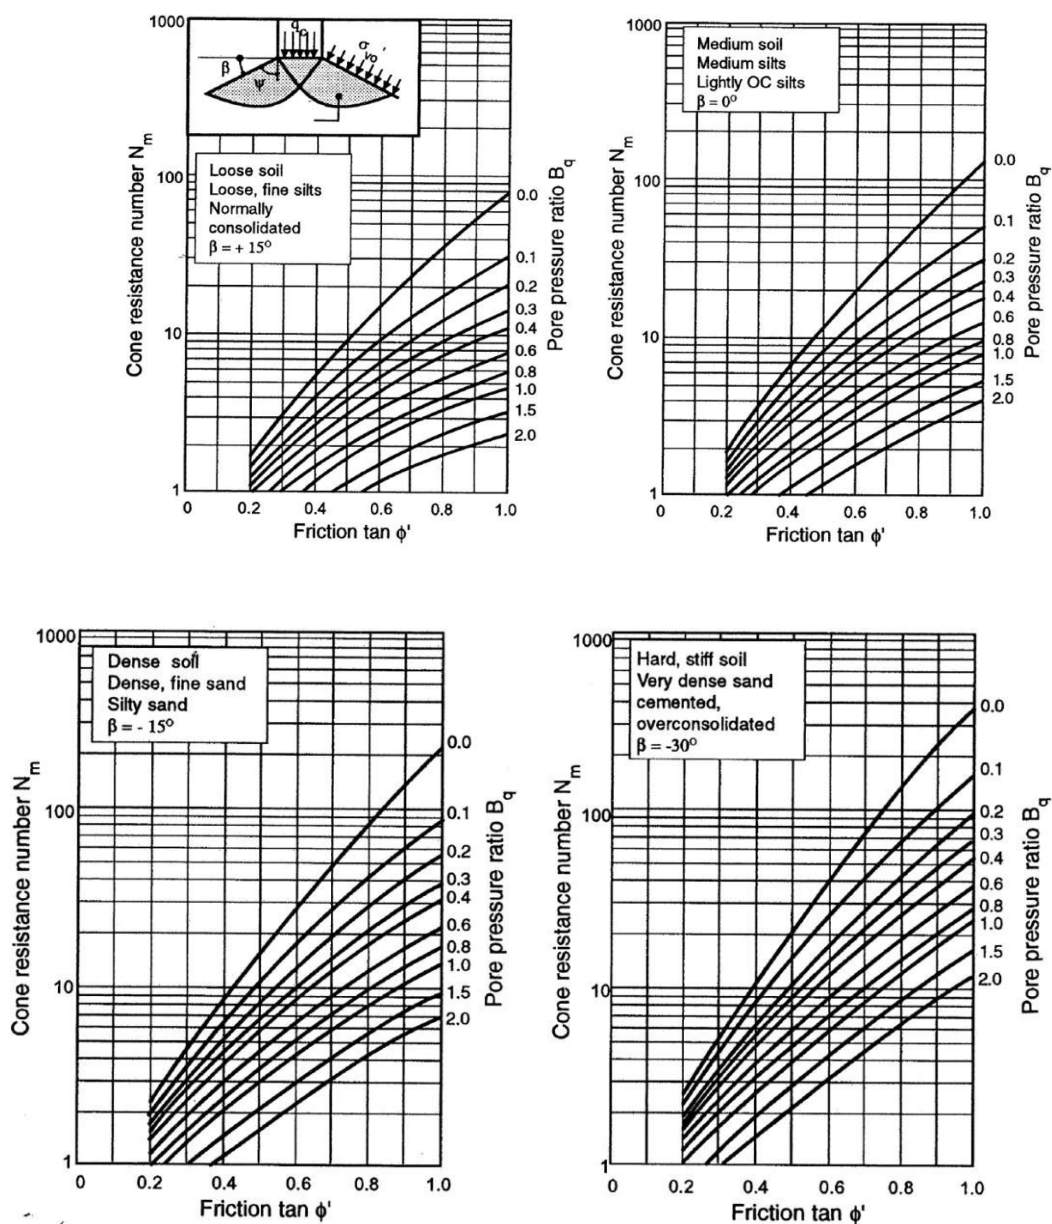 1000
q_c
σ_vo'
β
ψ
Loose soil
Loose, fine silts
Normally
consolidated
β = + 15°
Cone resistance number N_m
100
10
1
0
0.2
0.4
0.6
0.8
1.0
Friction tan ϕ'
0.0
0.1
0.2
0.3
0.4
0.6
0.8
1.0
1.5
2.0
Pore pressure ratio B_q
1000
Medium soil
Medium silts
Lightly OC silts
β = 0°
Cone resistance number N_m
100
10
1
0
0.2
0.4
0.6
0.8
1.0
Friction tan ϕ'
0.0
0.1
0.2
0.3
0.4
0.8
1.0
1.5
2.0
Pore pressure ratio B_q
1000
Dense soil
Dense, fine sand
Silty sand
β = - 15°
Cone resistance number N_m
100
10
1
0
0.2
0.4
0.6
0.8
1.0
Friction tan ϕ'
0.0
0.1
0.2
0.3
0.4
0.6
0.8
1.0
1.5
2.0
Pore pressure ratio B_q
1000
Hard, stiff soil
Very dense sand
cemented,
overconsolidated
β = -30°
Cone resistance number N_m
100
10
1
0
0.2
0.4
0.6
0.8
1.0
Friction tan ϕ'
0.0
0.1
0.2
0.3
0.4
0.6
0.8
1.0
1.5
2.0
Pore pressure ratio B_q